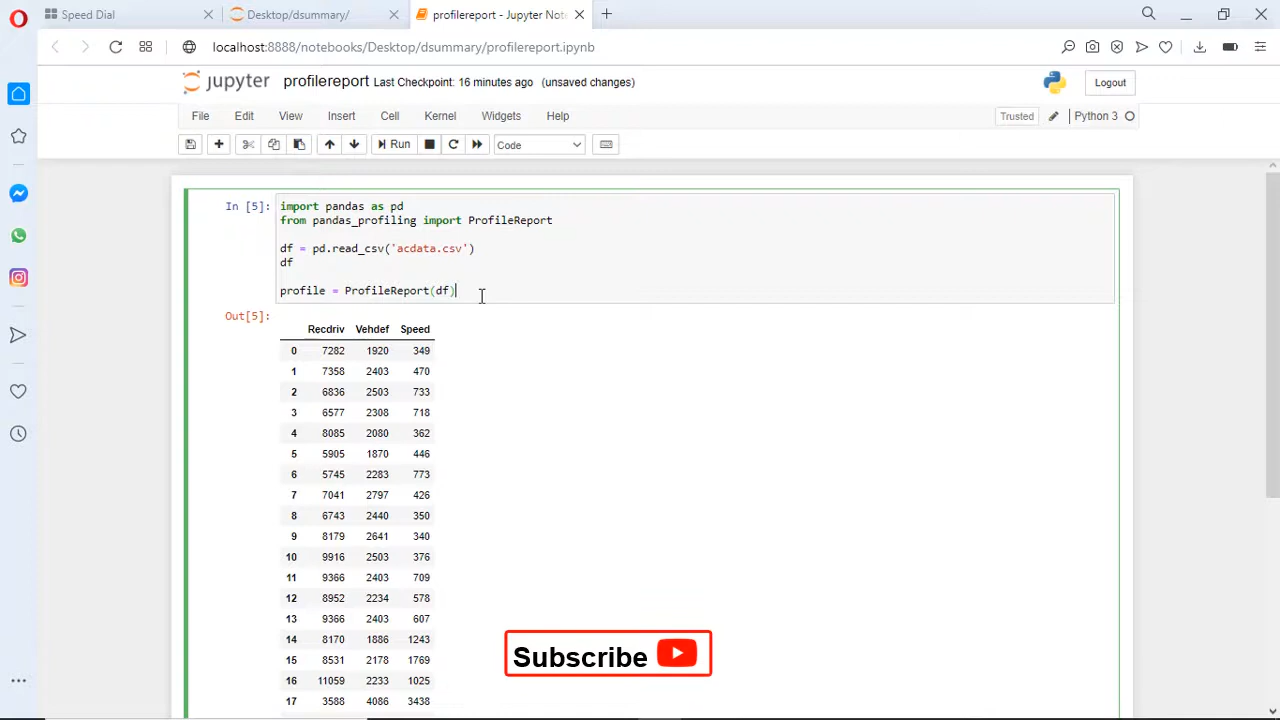 Speed Dial
Desktop/dsummary/
profilereport - Jupyter Not
localhost:8888/notebooks/Desktop/dsummary/profilereport.ipynb
jupyter profilereport Last Checkpoint: 16 minutes ago (unsaved changes)
Logout
File Edit View Insert Cell Kernel Widgets Help
Trusted Python 3
Run Code
In [5]: import pandas as pd
from pandas_profiling import ProfileReport
df = pd.read_csv('acdata.csv')
df
profile = ProfileReport(df)
Out[5]:
Recdriv Vehdef Speed
0 7282 1920 349
1 7358 2403 470
2 6836 2503 733
3 6577 2308 718
4 8085 2080 362
5 5905 1870 446
6 5745 2283 773
7 7041 2797 426
8 6743 2440 350
9 8179 2641 340
10 9916 2503 376
11 9366 2403 709
12 8952 2234 578
13 9366 2403 607
14 8170 1886 1243
15 8531 2178 1769
16 11059 2233 1025
17 3588 4086 3438
Subscribe